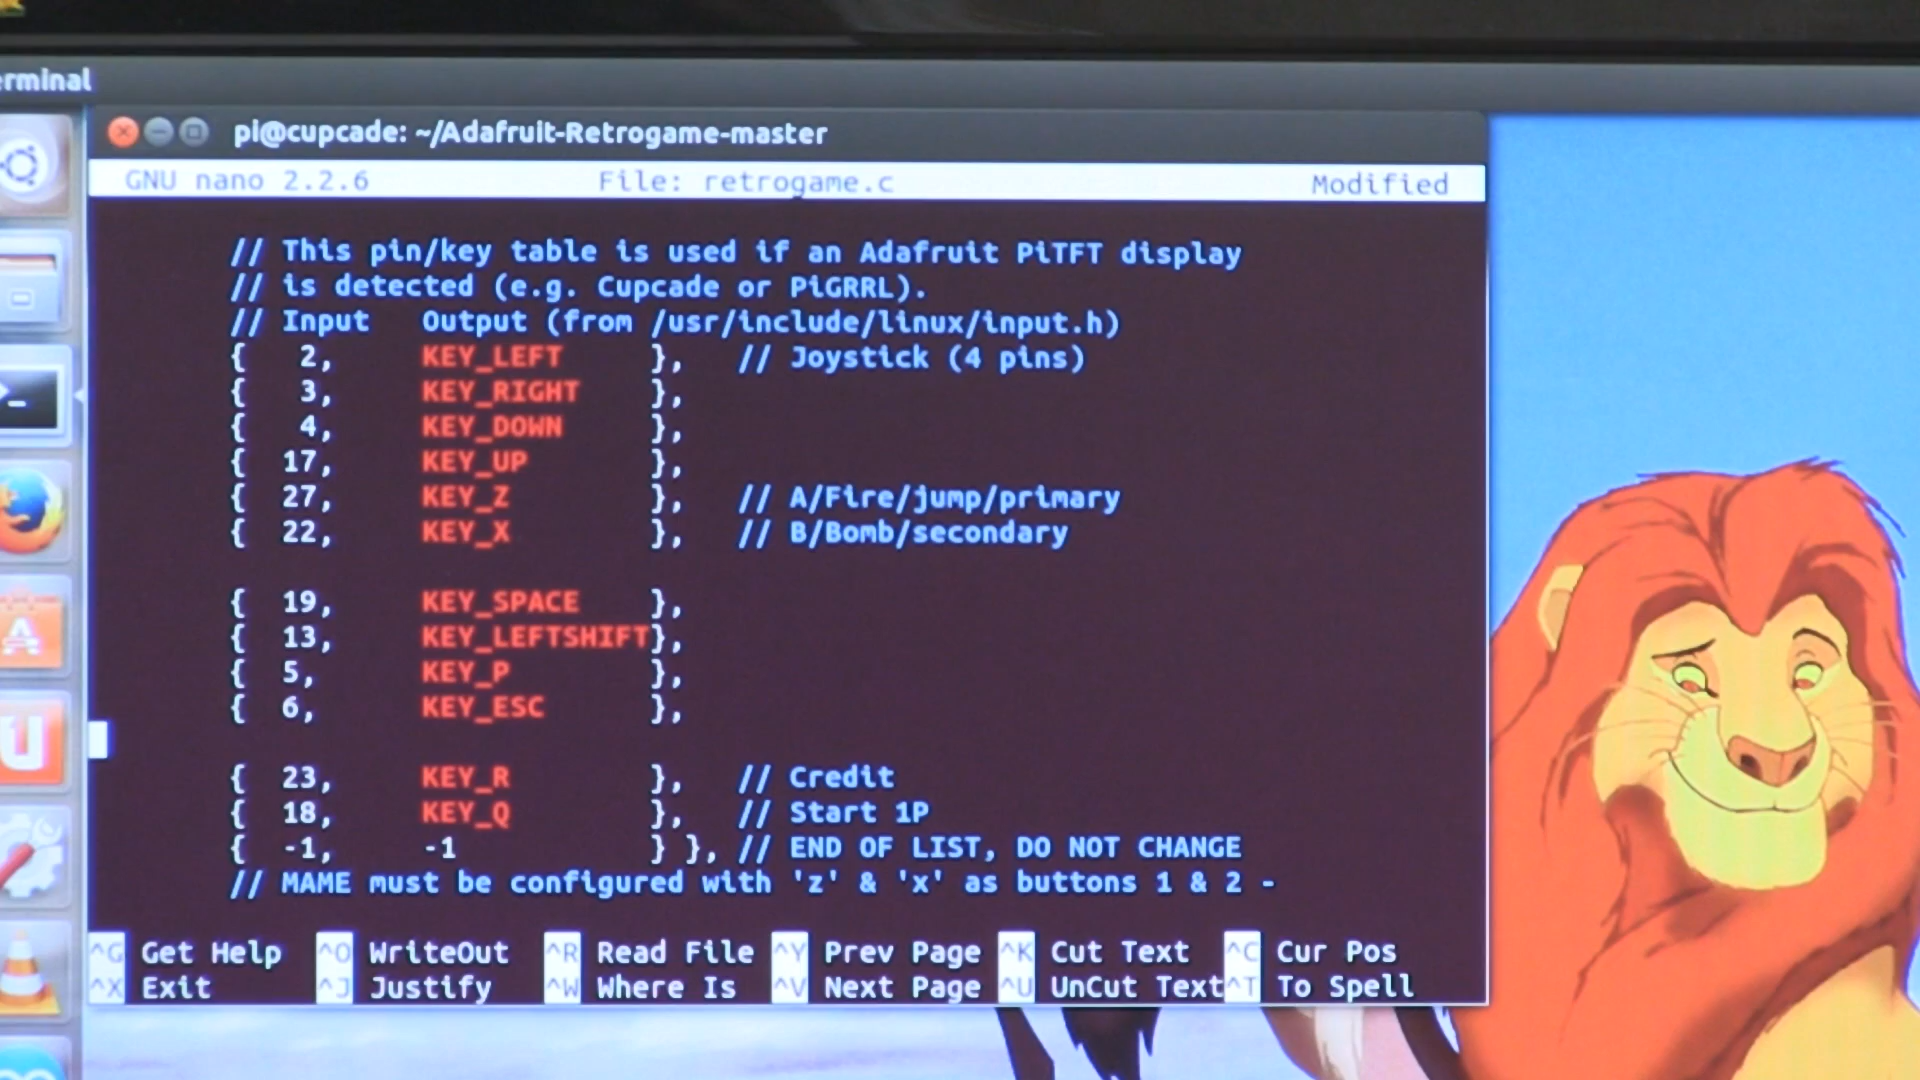 erminal
pi@cupcade: ~/Adafruit-Retrogame-master
GNU nano 2.2.6 File: retrogame.c Modified
// This pin/key table is used if an Adafruit PiTFT display
// is detected (e.g. Cupcade or PiGRRL).
// Input Output (from /usr/include/linux/input.h)
{ 2, KEY_LEFT }, // Joystick (4 pins)
{ 3, KEY_RIGHT },
{ 4, KEY_DOWN },
{ 17, KEY_UP },
{ 27, KEY_Z }, // A/Fire/jump/primary
{ 22, KEY_X }, // B/Bomb/secondary
{ 19, KEY_SPACE },
{ 13, KEY_LEFTSHIFT},
{ 5, KEY_P },
{ 6, KEY_ESC },
{ 23, KEY_R }, // Credit
{ 18, KEY_Q }, // Start 1P
{ -1, -1 } }, // END OF LIST, DO NOT CHANGE
// MAME must be configured with 'z' & 'x' as buttons 1 & 2 -
^G Get Help ^O WriteOut ^R Read File ^Y Prev Page ^K Cut Text ^C Cur Pos
^X Exit ^J Justify ^W Where Is ^V Next Page ^U UnCut Text ^T To Spell